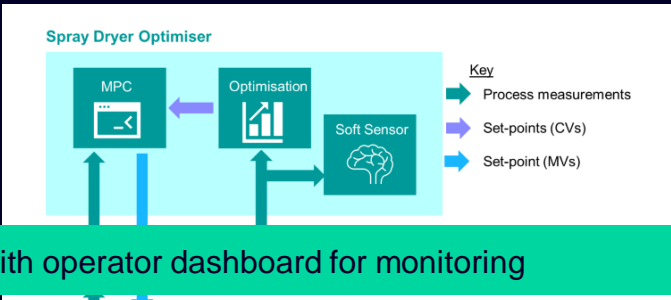 Spray Dryer Optimiser
MPC
Optimisation
Soft Sensor
Key
Process measurements
Set-points (CVs)
Set-point (MVs)
ith operator dashboard for monitoring